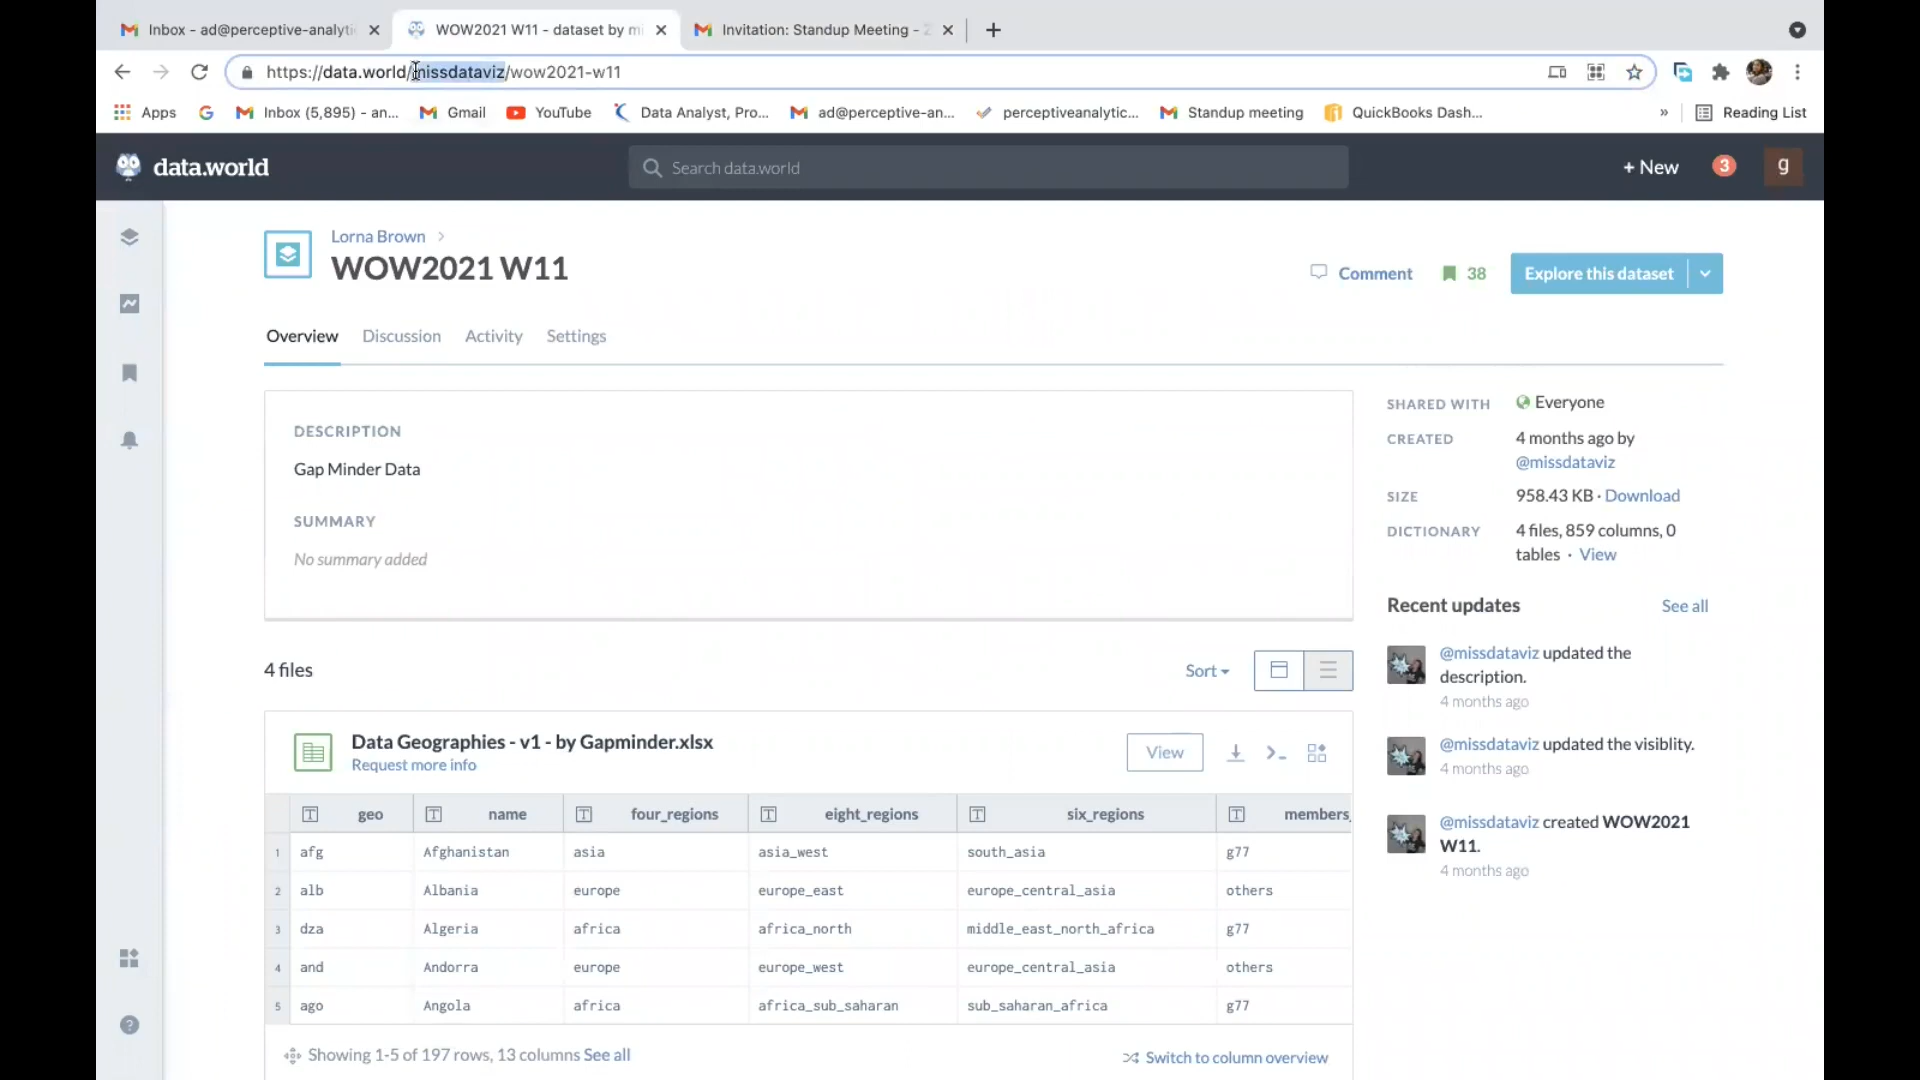 Inbox - ad@perceptive-analytic
WOW2021 W11 - dataset by mi
Invitation: Standup Meeting - 2
https://data.world/missdataviz/wow2021-w11
Apps
Inbox (5,895) - an...
Gmail
YouTube
Data Analyst, Pro...
ad@perceptive-an...
perceptiveanalytic...
Standup meeting
QuickBooks Dash...
»
Reading List
data.world
Search data.world
+ New
3
g
Lorna Brown
WOW2021 W11
Comment
38
Explore this dataset
Overview
Discussion
Activity
Settings
DESCRIPTION
Gap Minder Data
SUMMARY
No summary added
SHARED WITH
Everyone
CREATED
4 months ago by
@missdataviz
SIZE
958.43 KB · Download
DICTIONARY
4 files, 859 columns, 0
tables · View
Recent updates
See all
@missdataviz updated the
description.
4 months ago
@missdataviz updated the visiblity.
4 months ago
@missdataviz created WOW2021
W11.
4 months ago
4 files
Sort
Data Geographies - v1 - by Gapminder.xlsx
Request more info
View
geo name four_regions eight_regions six_regions members_
1 afg Afghanistan asia asia_west south_asia g77
2 alb Albania europe europe_east europe_central_asia others
3 dza Algeria africa africa_north middle_east_north_africa g77
4 and Andorra europe europe_west europe_central_asia others
5 ago Angola africa africa_sub_saharan sub_saharan_africa g77
Showing 1-5 of 197 rows, 13 columns See all
Switch to column overview